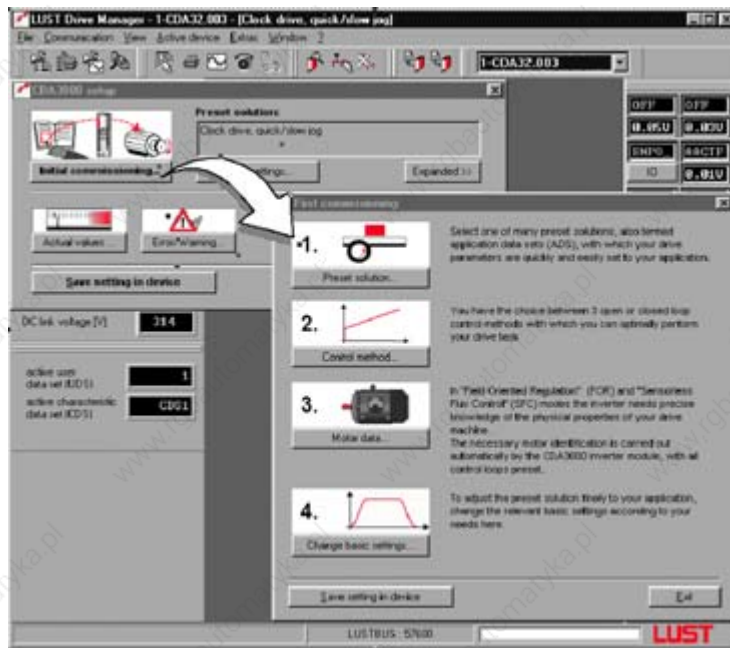 LUST Drive Manager - 1-CDA32.003 - [Clock drive, quick/slow jog]
File Communication View Active device Extras Window ?
1-CDA32.003
CDA3000 setup
Preset solutions
Clock drive, quick/slow jog
Initial commissioning...
Expanded >>
OFF OFF
0.05V 0.03V
IO 0.01V
Actual values...
Error/Warning...
Save setting in device
DC link voltage [V] 314
active user
data set (UDS) 1
active characteristic
data set (CDS) CDS1
First commissioning
1.
Preset solution...
Select one of many preset solutions, also termed
application data sets (ADS), with which your drive
parameters are quickly and easily set to your application.
2.
Control method...
You have the choice between 3 open or closed loop
control methods with which you can optimally perform
your drive task.
3.
Motor data...
In "Field Oriented Regulation" (FOR) and "Sensorless
Flux Control" (SFC) modes the inverter needs precise
knowledge of the physical properties of your drive
machine.
The necessary motor identification is carried out
automatically by the CDA3000 inverter module, with all
control loops preset.
4.
Change basic settings...
To adjust the preset solution finely to your application,
change the relevant basic settings according to your
needs here.
Save setting in device
Exit
LUSTBUS : 57600
LUST